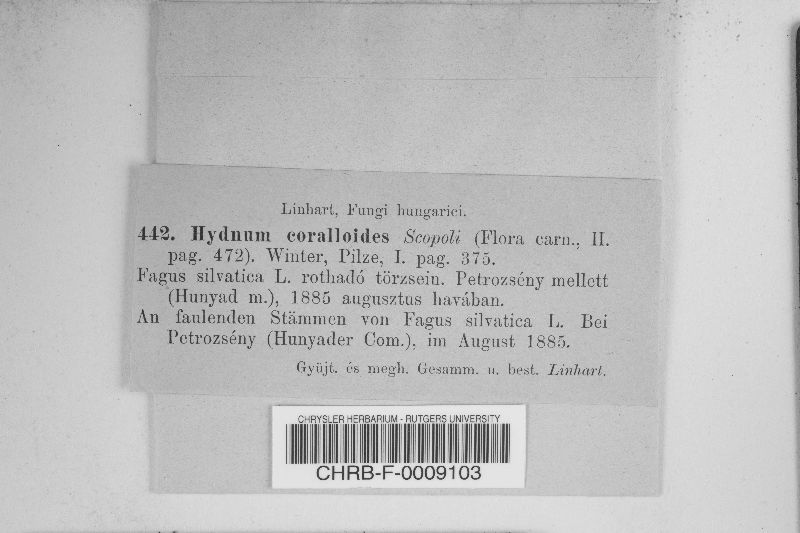 Linhart, Fungi hungarici.
442. Hydnum coralloides Scopoli (Flora carn., II.
pag. 472). Winter, Pilze, I. pag. 375.
Fagus silvatica L. rothadó törzsein. Petrozsény mellett
(Hunyad m.), 1885 augusztus havában.
An faulenden Stämmen von Fagus silvatica L. Bei
Petrozsény (Hunyader Com.), im August 1885.
Gyüjt. és megh. Gesamm. u. best. Linhart.
CHRYSLER HERBARIUM - RUTGERS UNIVERSITY
CHRB-F-0009103